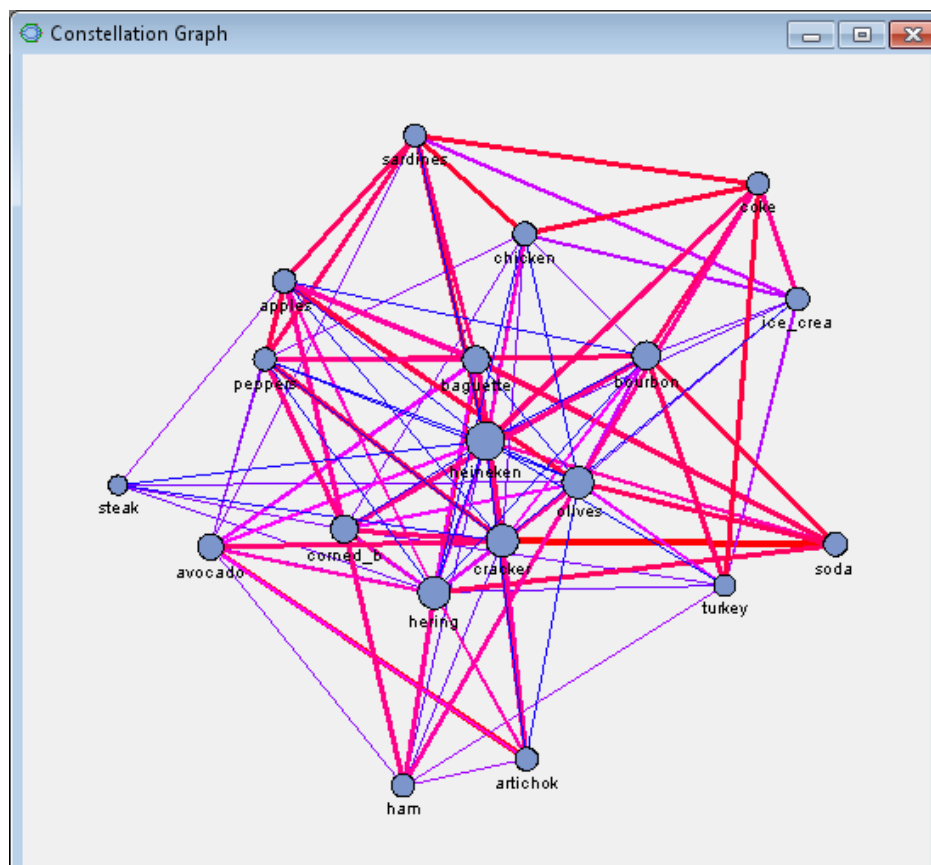 Constellation Graph
sardines
coke
chicken
apples
ice_crea
peppers
baguette
bourbon
heineken
steak
olives
corned_b
avocado
cracker
soda
turkey
hering
artichok
ham